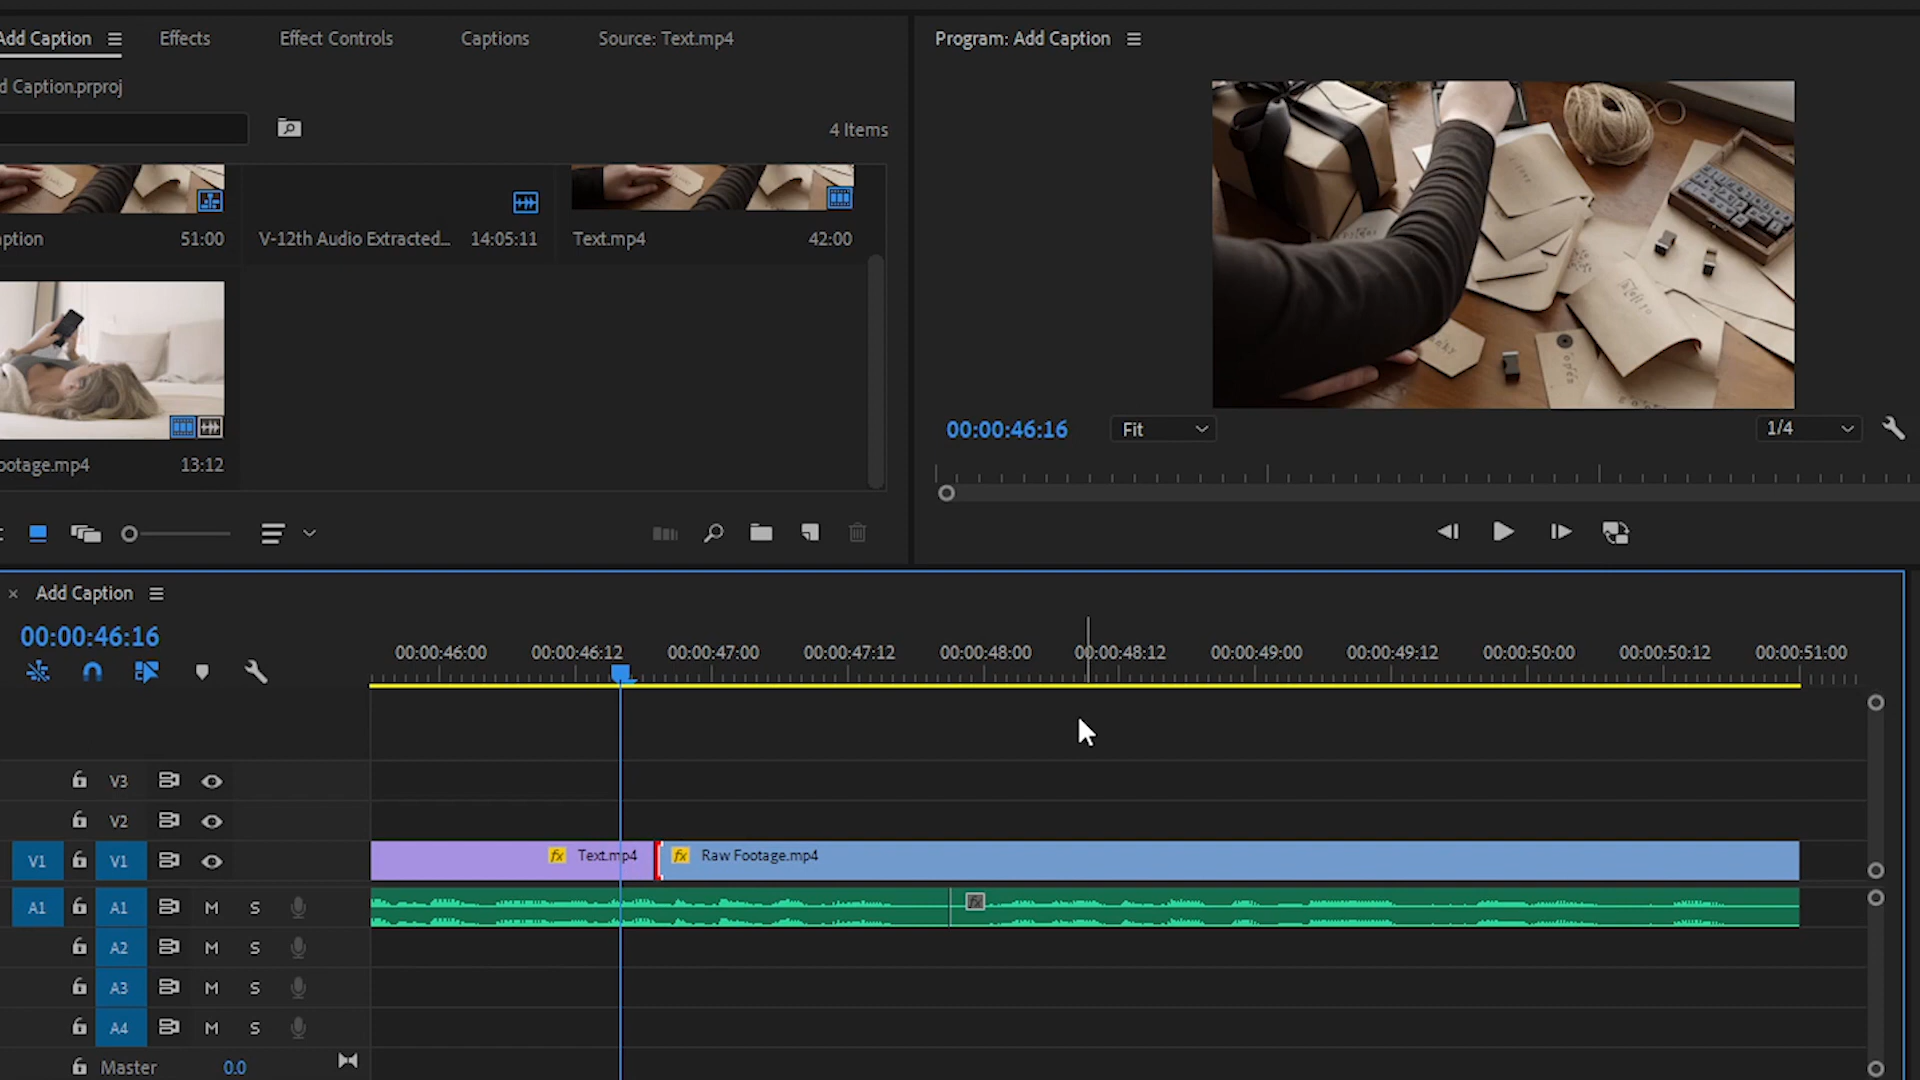 Add Caption
Effects
Effect Controls
Captions
Source: Text.mp4
Program: Add Caption
d Caption.prproj
4 Items
ption
51:00
V-12th Audio Extracted...
14:05:11
Text.mp4
42:00
ootage.mp4
13:12
00:00:46:16
Fit
1/4
× Add Caption
00:00:46:16
00:00:46:00
00:00:46:12
00:00:47:00
00:00:47:12
00:00:48:00
00:00:48:12
00:00:49:00
00:00:49:12
00:00:50:00
00:00:50:12
00:00:51:00
V3
V2
V1 V1
fx Text.mp4
fx Raw Footage.mp4
A1 A1 M S
fx
A2 M S
A3 M S
A4 M S
Master 0.0